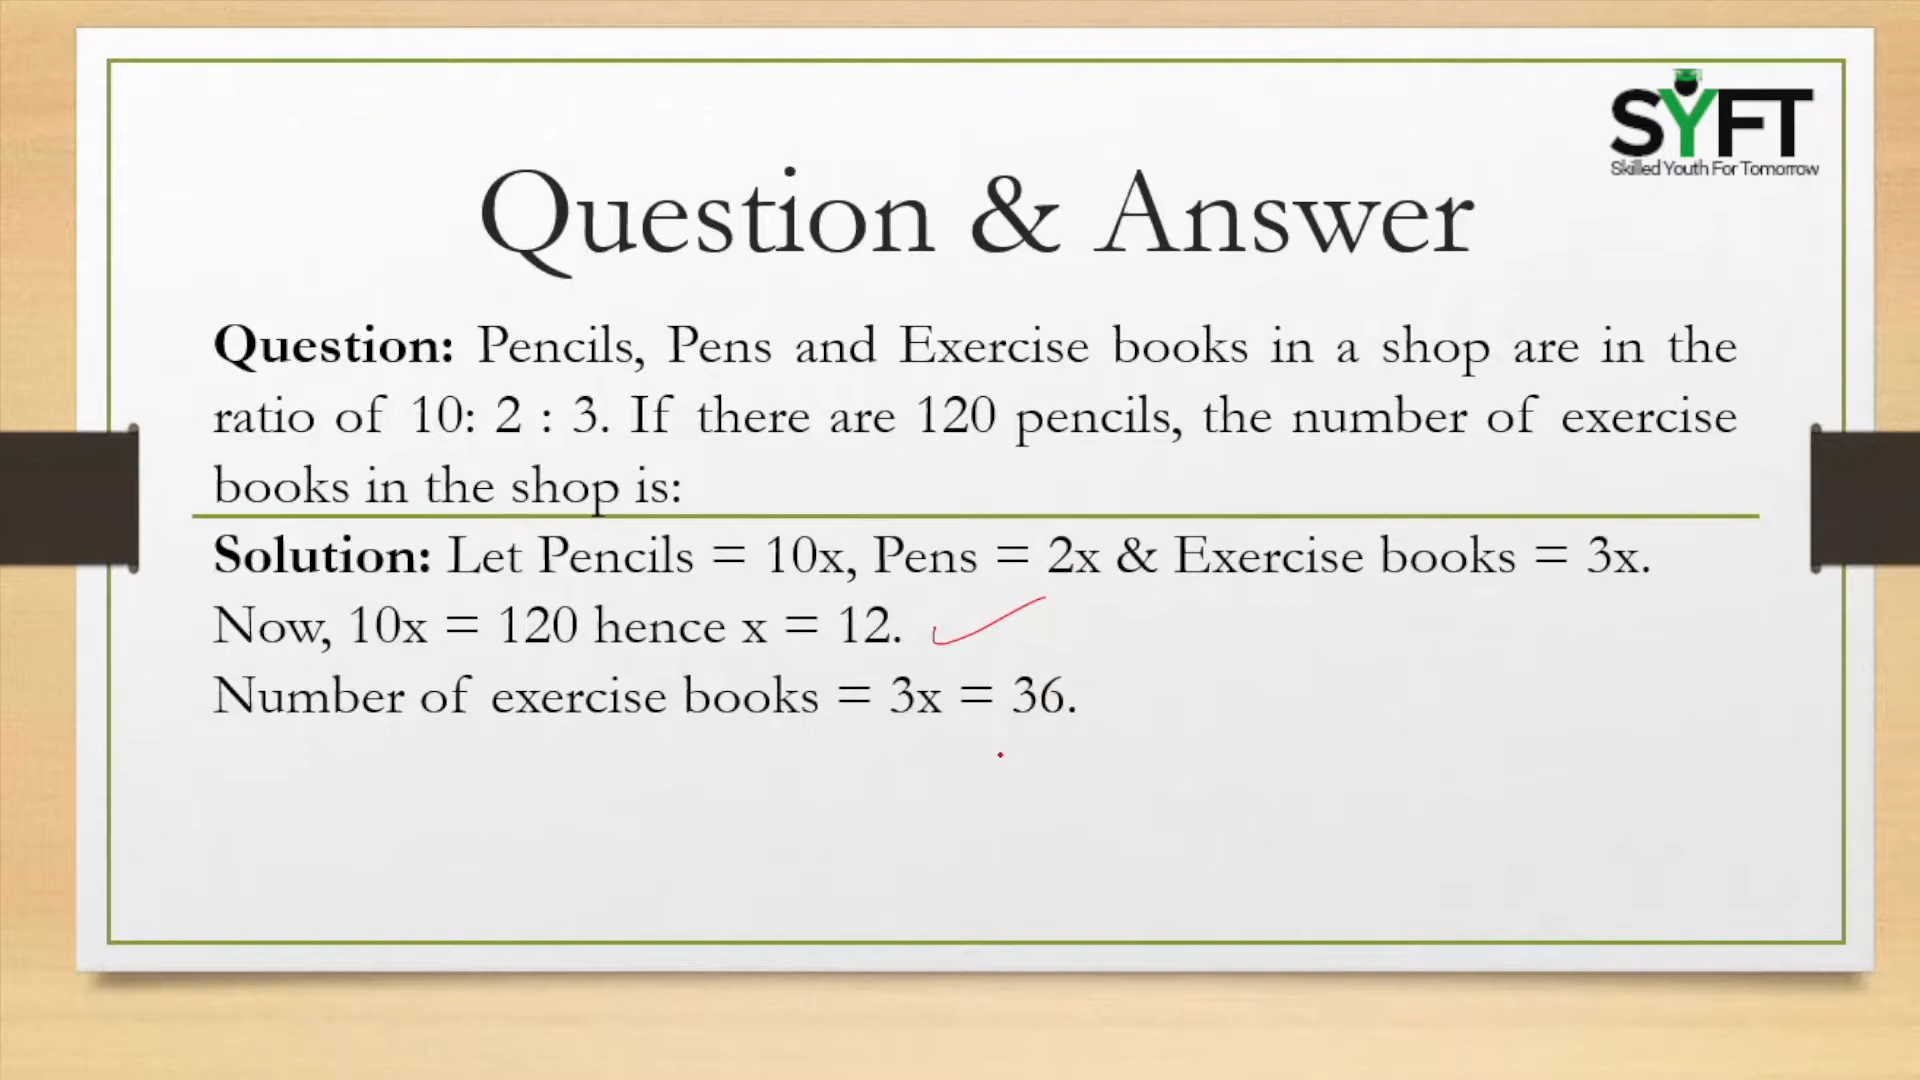 SYFT
Skilled Youth For Tomorrow
Question & Answer
Question: Pencils, Pens and Exercise books in a shop are in the
ratio of 10: 2 : 3. If there are 120 pencils, the number of exercise
books in the shop is:
Solution: Let Pencils = 10x, Pens = 2x & Exercise books = 3x.
Now, 10x = 120 hence x = 12.
Number of exercise books = 3x = 36.